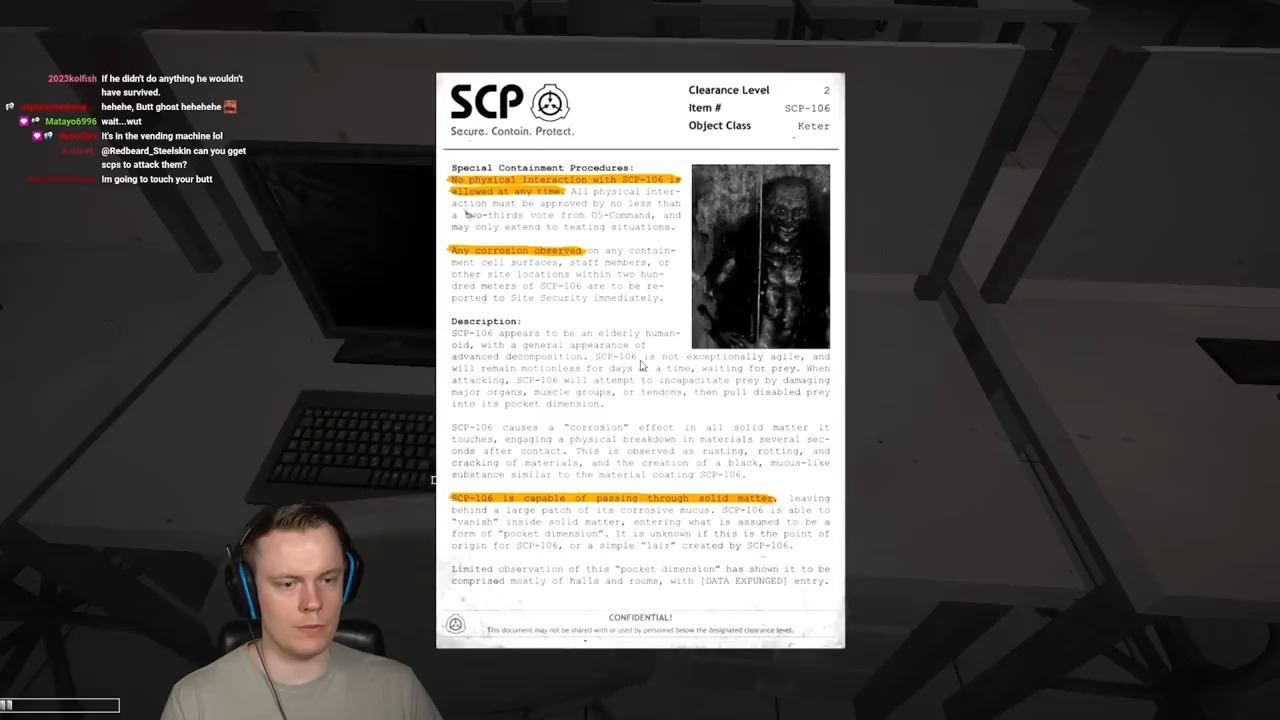 2023koifish If he didn't do anything he wouldn't
have survived.
hehehe, Butt ghost hehehehe
Matayo6996 wait...wut
It's in the vending machine lol
@Redbeard_Steelskin can you gget
scps to attack them?
Im going to touch your butt
SCP
Secure. Contain. Protect.
Clearance Level 2
Item # SCP-106
Object Class Keter
Special Containment Procedures:
No physical interaction with SCP-106 is
allowed at any time. All physical inter-
action must be approved by no less than
a two-thirds vote from O5-Command, and
may only extend to testing situations.
Any corrosion observed on any contain-
ment cell surfaces, staff members, or
other site locations within two hun-
dred meters of SCP-106 are to be re-
ported to Site Security immediately.
Description:
SCP-106 appears to be an elderly human-
oid, with a general appearance of
advanced decomposition. SCP-106 is not exceptionally agile, and
will remain motionless for days at a time, waiting for prey. When
attacking, SCP-106 will attempt to incapacitate prey by damaging
major organs, muscle groups, or tendons, then pull disabled prey
into its pocket dimension.
SCP-106 causes a "corrosion" effect in all solid matter it
touches, engaging a physical breakdown in materials several sec-
onds after contact. This is observed as rusting, rotting, and
cracking of materials, and the creation of a black, mucus-like
substance similar to the material coating SCP-106.
SCP-106 is capable of passing through solid matter, leaving
behind a large patch of its corrosive mucus. SCP-106 is able to
"vanish" inside solid matter, entering what is assumed to be a
form of "pocket dimension". It is unknown if this is the point of
origin for SCP-106, or a simple "lair" created by SCP-106.
Limited observation of this "pocket dimension" has shown it to be
comprised mostly of halls and rooms, with [DATA EXPUNGED] entry.
CONFIDENTIAL!
This document may not be shared with or used by personnel below the designated clearance level.